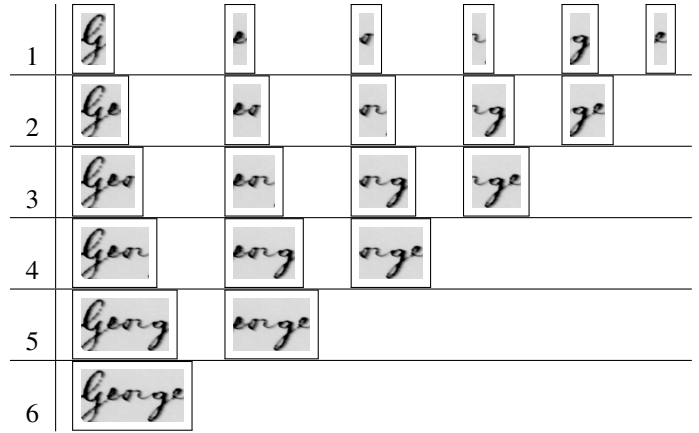 1 G e o r g e
2 Ge eo or rg ge
3 Geo eor org rge
4 Geor eorg orge
5 Georg eorge
6 George